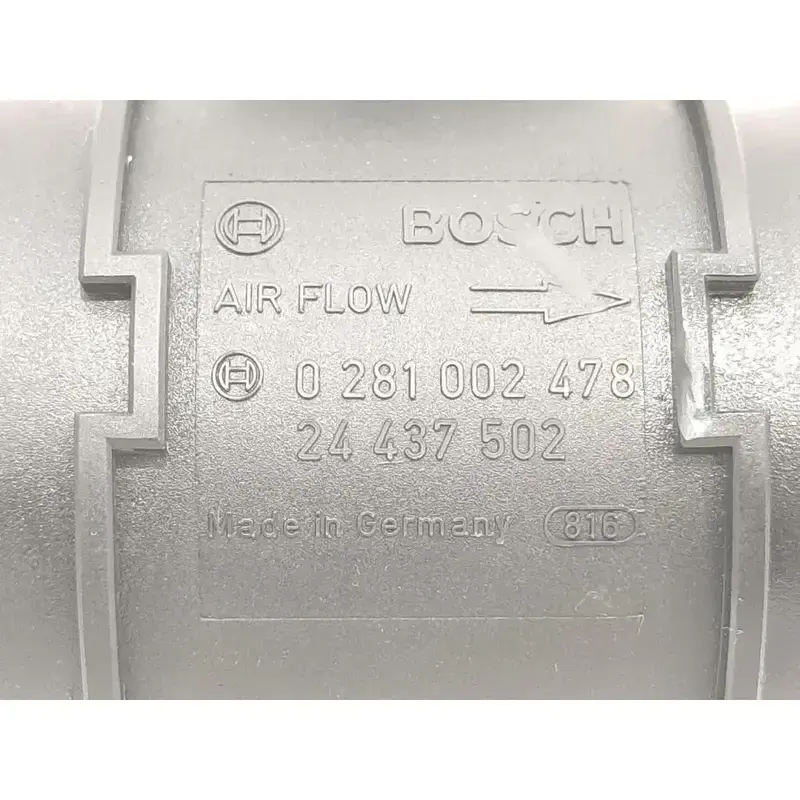 BOSCH
AIR FLOW
0 281 002 478
24 437 502
Made in Germany 816